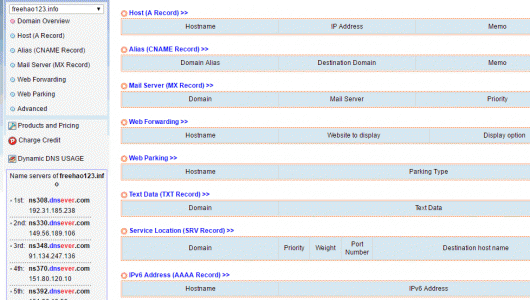 freehao123.info
Domain Overview
Host (A Record)
Alias (CNAME Record)
Mail Server (MX Record)
Web Forwarding
Web Parking
Advanced
Products and Pricing
Charge Credit
Dynamic DNS USAGE
Name servers of freehao123.inf
o
- 1st: ns308.dnsever.com
192.31.185.238
- 2nd: ns330.dnsever.com
149.56.189.106
- 3rd: ns348.dnsever.com
91.134.247.136
- 4th: ns370.dnsever.com
151.80.120.10
- 5th: ns392.dnsever.com
Host (A Record) >>
Hostname IP Address Memo
Alias (CNAME Record) >>
Domain Alias Destination Domain Memo
Mail Server (MX Record) >>
Domain Mail Server Priority
Web Forwarding >>
Hostname Website to display Display option
Web Parking >>
Hostname Parking Type
Text Data (TXT Record) >>
Domain Text Data
Service Location (SRV Record) >>
Domain Priority Weight Port Number Destination host name
IPv6 Address (AAAA Record) >>
Hostname IPv6 Address